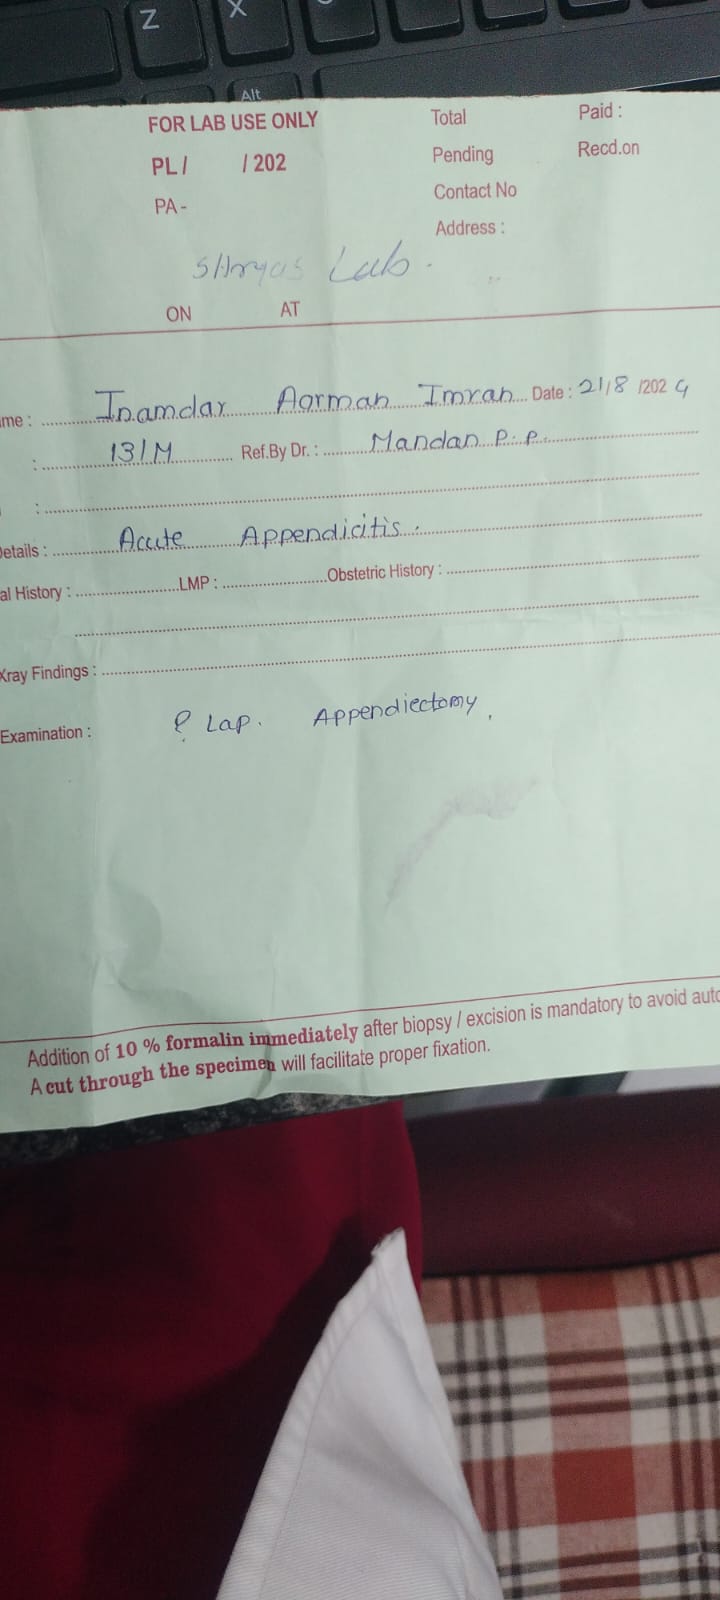 Z X
Alt
FOR LAB USE ONLY Total Paid :
PL / / 202 Pending Recd.on
PA - Contact No
Address :
Lab.
ON AT
me : Inamdar Aarman Imran Date : 21/8 /202 4
: 13/M Ref.By Dr. : Mandan P. P.
:
Details : Acute Appendicitis.
al History : LMP : Obstetric History :
Xray Findings :
Examination : ? Lap. Appendiectomy.
Addition of 10 % formalin immediately after biopsy / excision is mandatory to avoid auto
A cut through the specimen will facilitate proper fixation.